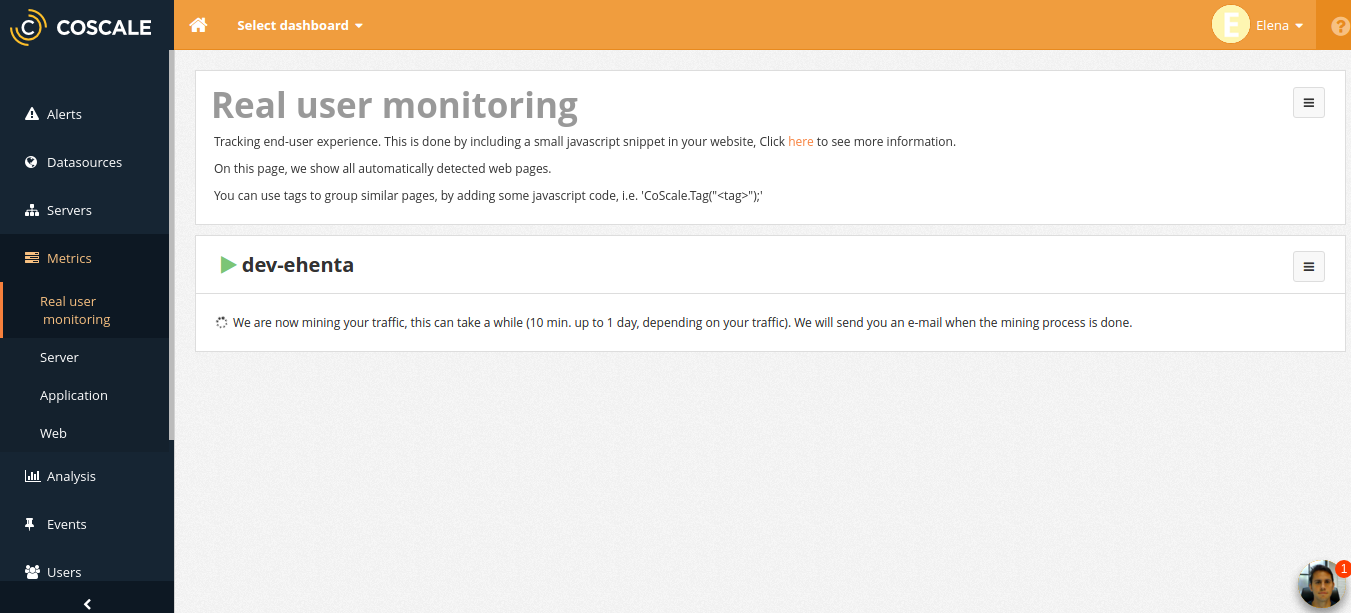 COSCALE
Select dashboard
E
Elena
?
Alerts
Datasources
Servers
Metrics
Real user
monitoring
Server
Application
Web
Analysis
Events
Users
Real user monitoring
Tracking end-user experience. This is done by including a small javascript snippet in your website, Click here to see more information.
On this page, we show all automatically detected web pages.
You can use tags to group similar pages, by adding some javascript code, i.e. 'CoScale.Tag("<tag>");'
dev-ehenta
We are now mining your traffic, this can take a while (10 min. up to 1 day, depending on your traffic). We will send you an e-mail when the mining process is done.
1